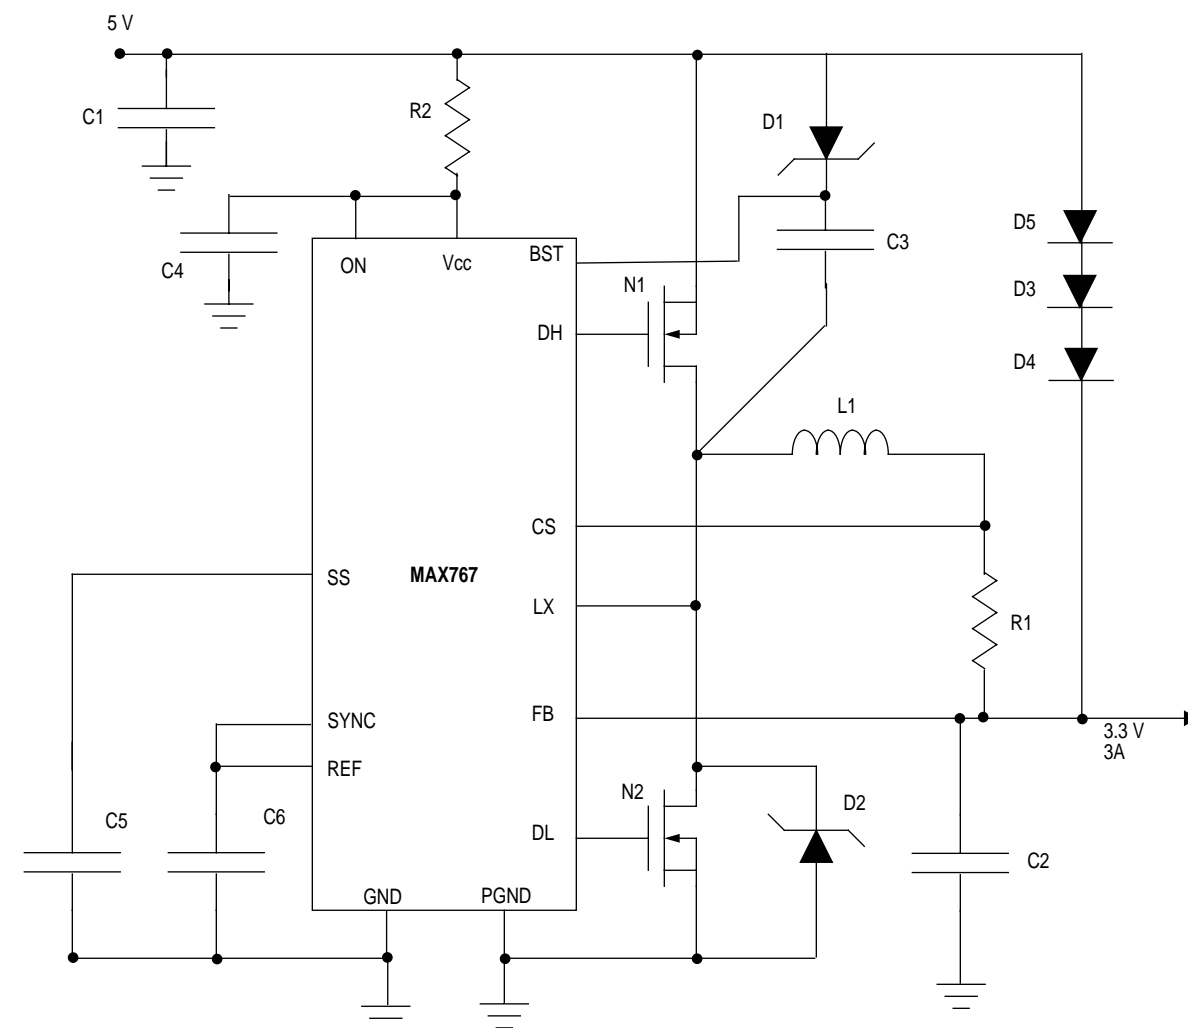 5 V
C1
R2
D1
D5
C3
C4
ON
Vcc
BST
N1
D3
DH
D4
L1
CS
SS
MAX767
LX
R1
FB
SYNC
3.3 V
3A
REF
N2
D2
C5
C6
DL
C2
GND
PGND